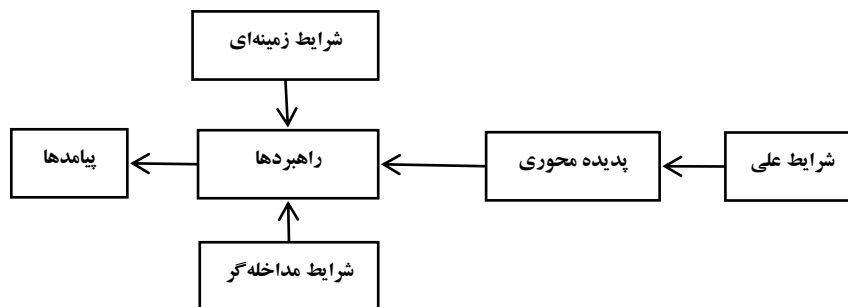 شرایط زمینه‌ای
شرایط علی
پدیده محوری
راهبردها
پیامدها
شرایط مداخله‌گر